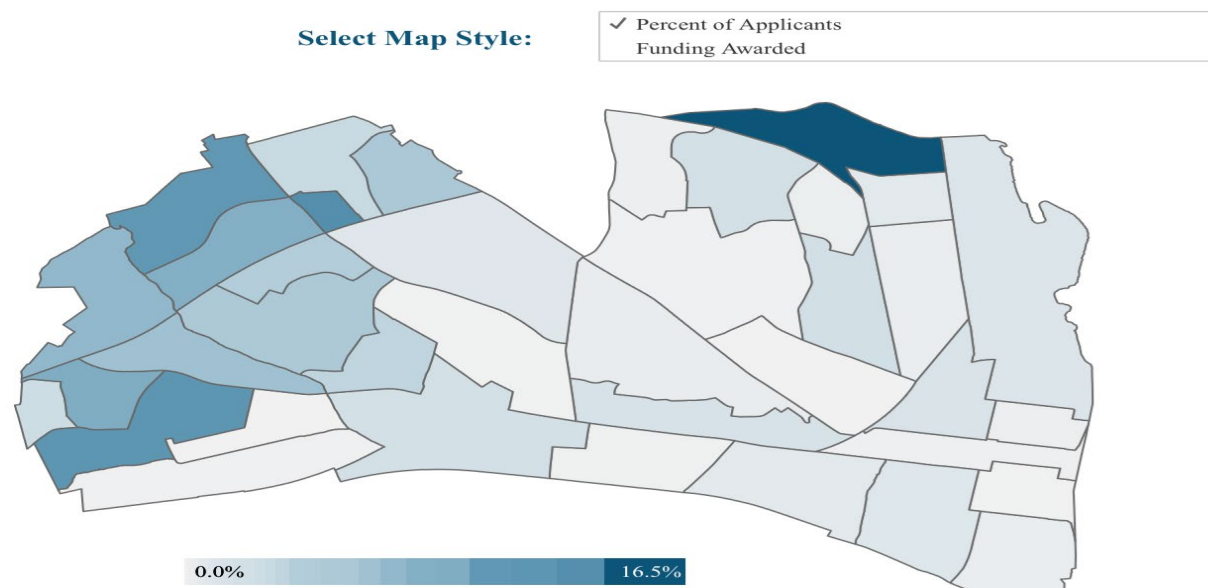 Select Map Style:
✓ Percent of Applicants
Funding Awarded
0.0% 16.5%